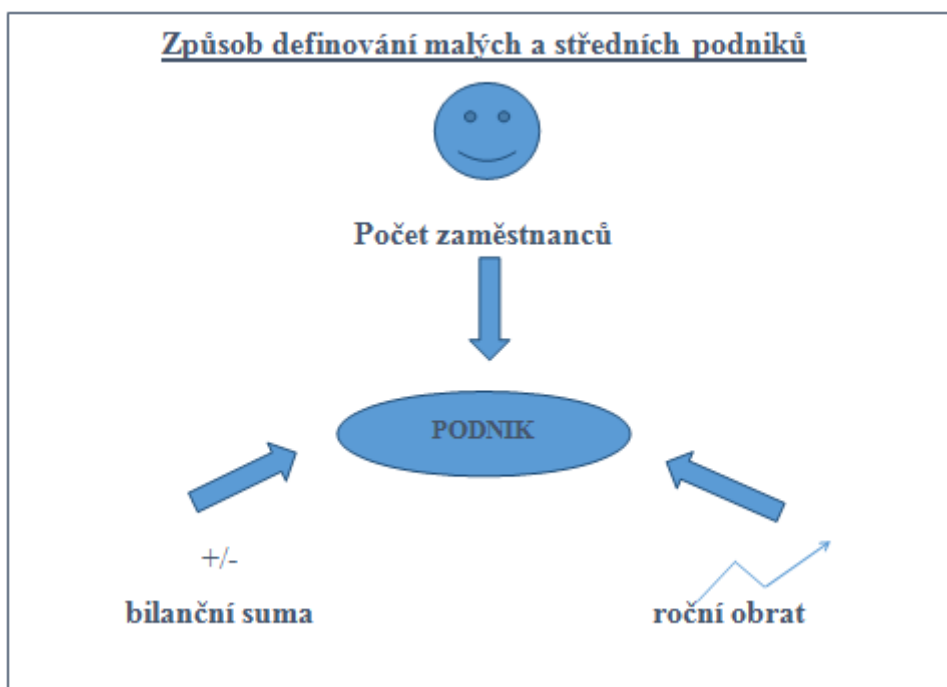 Způsob definování malých a středních podniků
Počet zaměstnanců
PODNIK
+/-
bilanční suma
roční obrat